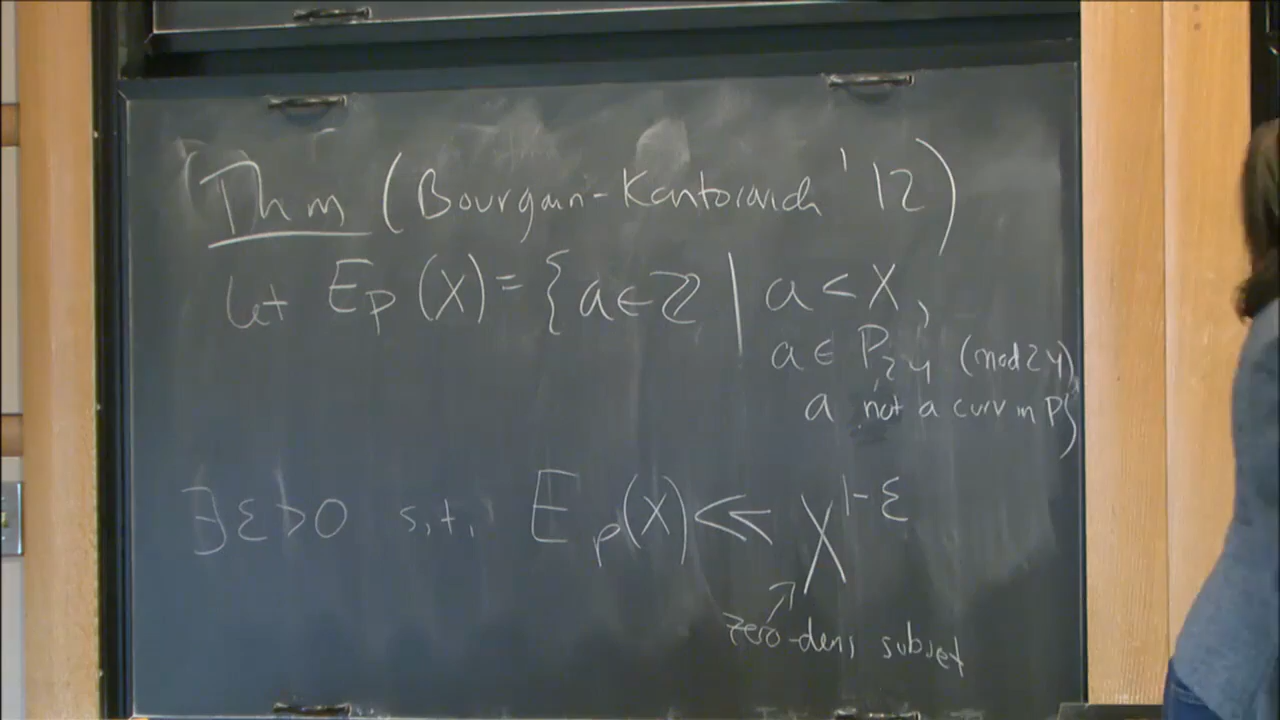 Thm (Bourgain-Kontorovich '12)
Let E_P(X) = {a∈ℤ | a < X,
a ∈ P_24 (mod 24)
a not a curv in P}
∃ε>0 s.t. E_P(X) << X^{1-ε}
zero-dens subset